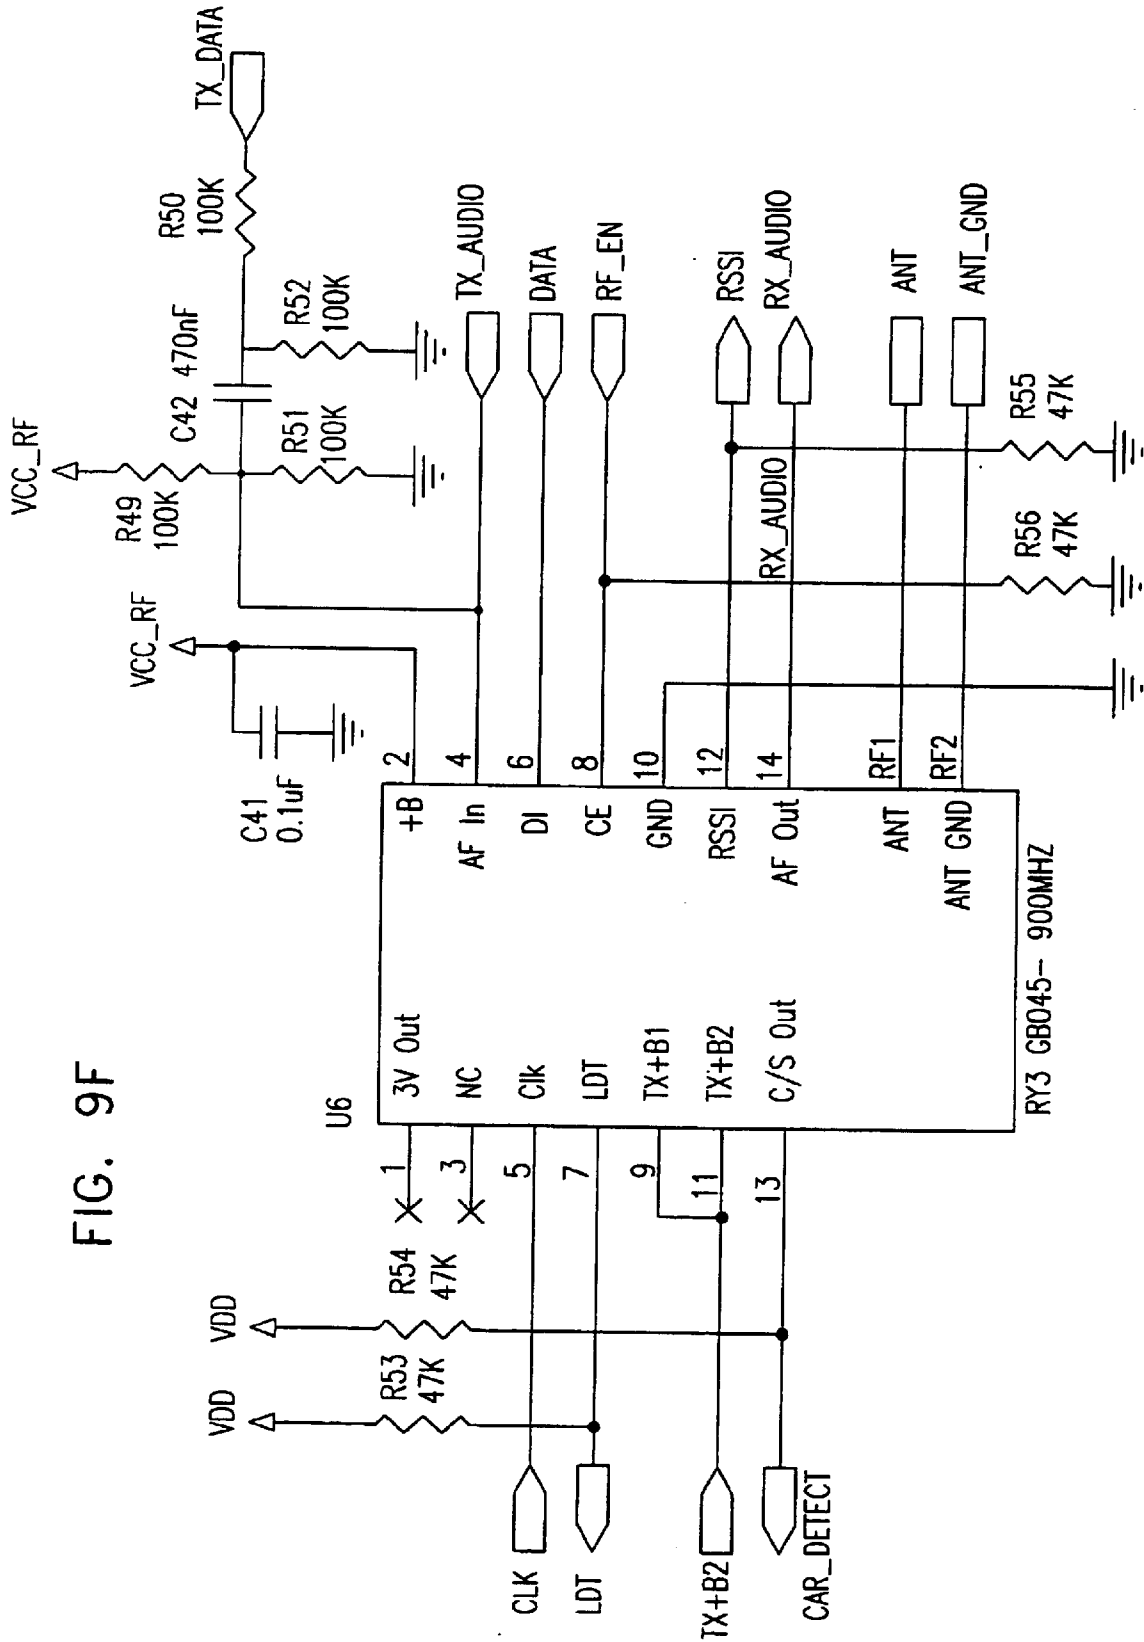 FIG. 9F
VDD
VDD
R53
47K
R54
47K
CLK
LDT
TX+B2
CAR_DETECT
1
3
5
7
9
11
13
U6
3V Out
NC
Clk
LDT
TX+B1
TX+B2
C/S Out
+B
AF In
DI
CE
GND
RSSI
AF Out
ANT
ANT GND
RY3 GB045- 900MHZ
2
4
6
8
10
12
14
RF1
RF2
C41
0.1uF
VCC_RF
VCC_RF
R49
100K
R51
100K
C42 470nF
R52
100K
R50
100K
TX_DATA
TX_AUDIO
DATA
RF_EN
RSSI
RX_AUDIO
RX_AUDIO
ANT
ANT_GND
R56
47K
R55
47K